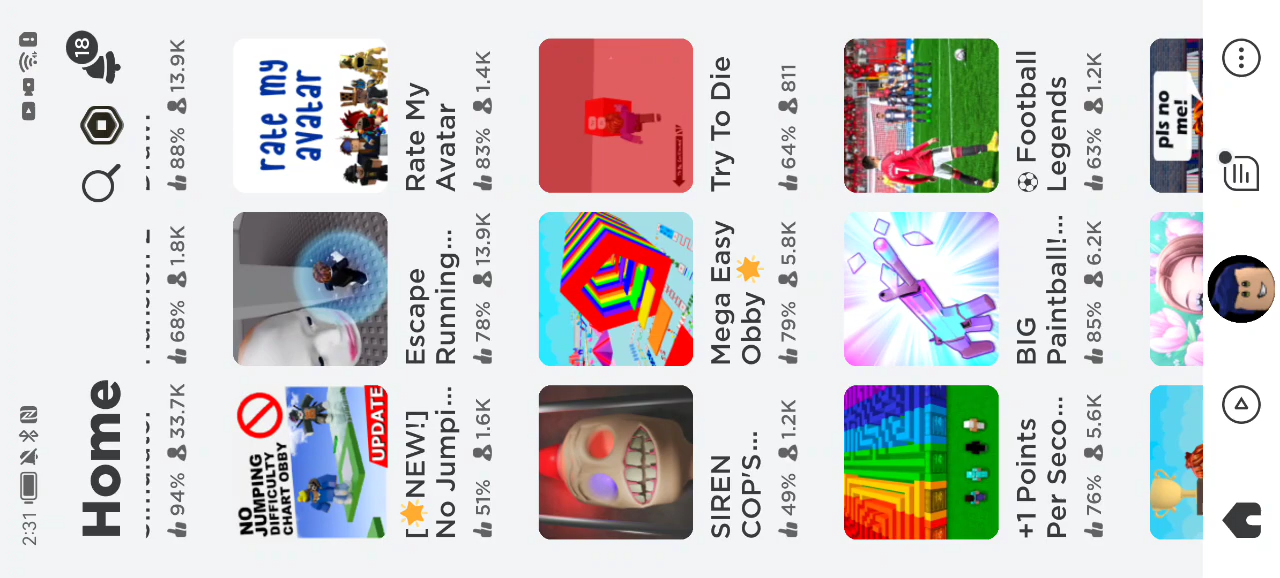 2:31
Home
18
94% 33.7K
68% 1.8K
88% 13.9K
NO
JUMPING
DIFFICULTY
CHART OBBY
UPDATE
rate my
avatar
[🌟NEW!]
No Jumpi...
51% 1.6K
Escape
Running...
78% 13.9K
Rate My
Avatar
83% 1.4K
SIREN
COP'S...
49% 1.2K
Mega Easy
Obby 🌟
79% 5.8K
Try To Die
64% 811
7
+1 Points
Per Seco...
76% 5.6K
BIG
Paintball!...
85% 6.2K
⚽ Football
Legends
63% 1.2K
pls no
me!